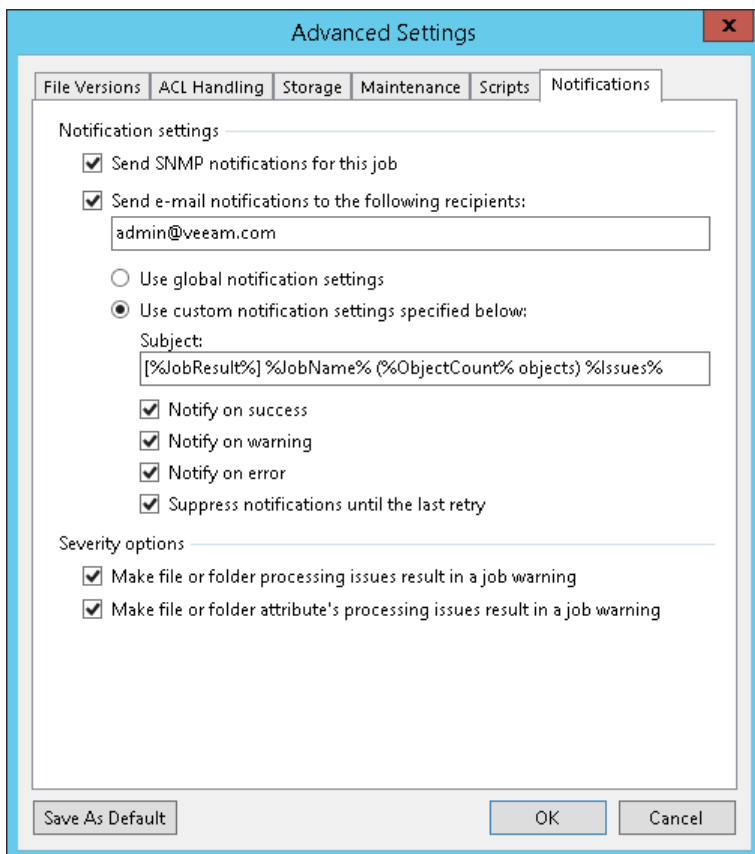 Advanced Settings
x
File Versions ACL Handling Storage Maintenance Scripts Notifications
Notification settings
Send SNMP notifications for this job
Send e-mail notifications to the following recipients:
admin@veeam.com
Use global notification settings
Use custom notification settings specified below:
Subject:
[%JobResult%] %JobName% (%ObjectCount% objects) %Issues%
Notify on success
Notify on warning
Notify on error
Suppress notifications until the last retry
Severity options
Make file or folder processing issues result in a job warning
Make file or folder attribute's processing issues result in a job warning
Save As Default OK Cancel